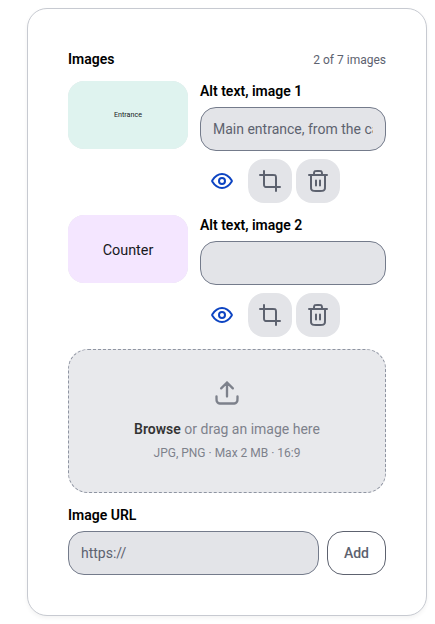 Images
2 of 7 images
Entrance
Alt text, image 1
Main entrance, from the
Counter
Alt text, image 2
Browse or drag an image here
JPG, PNG · Max 2 MB · 16:9
Image URL
https://
Add